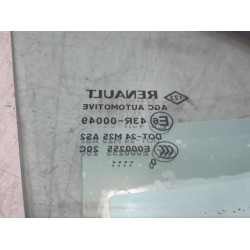 RENAULT
AGC AUTOMOTIVE
E6 43R-00049
DOT-24 M25 AS2
E000255 20C